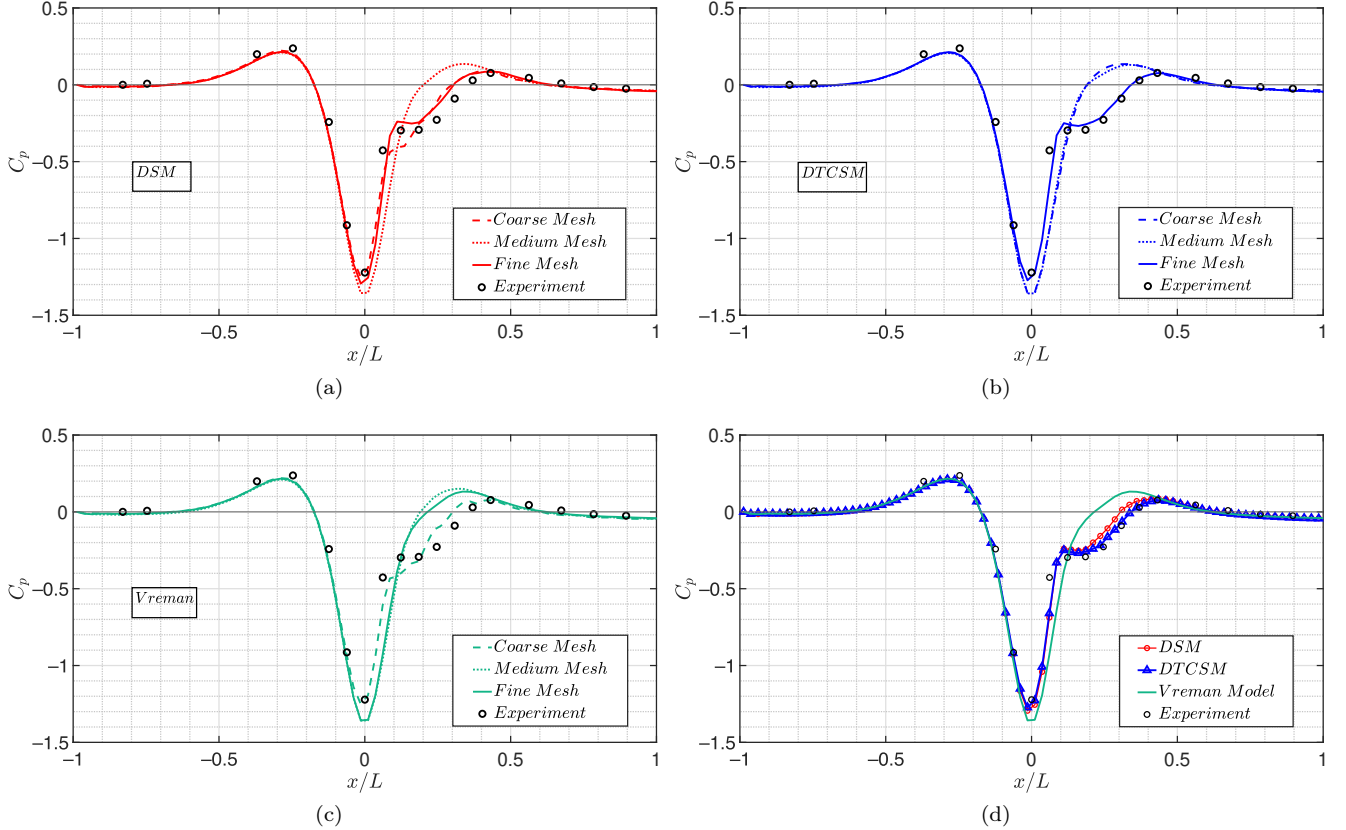 0.5
0
−0.5
−1
−1.5
−1
−0.5
0
0.5
1
C_p
x/L
DSM
Coarse Mesh
Medium Mesh
Fine Mesh
Experiment
(a)
0.5
0
−0.5
−1
−1.5
−1
−0.5
0
0.5
1
C_p
x/L
DTCSM
Coarse Mesh
Medium Mesh
Fine Mesh
Experiment
(b)
0.5
0
−0.5
−1
−1.5
−1
−0.5
0
0.5
1
C_p
x/L
Vreman
Coarse Mesh
Medium Mesh
Fine Mesh
Experiment
(c)
0.5
0
−0.5
−1
−1.5
−1
−0.5
0
0.5
1
C_p
x/L
DSM
DTCSM
Vreman Model
Experiment
(d)